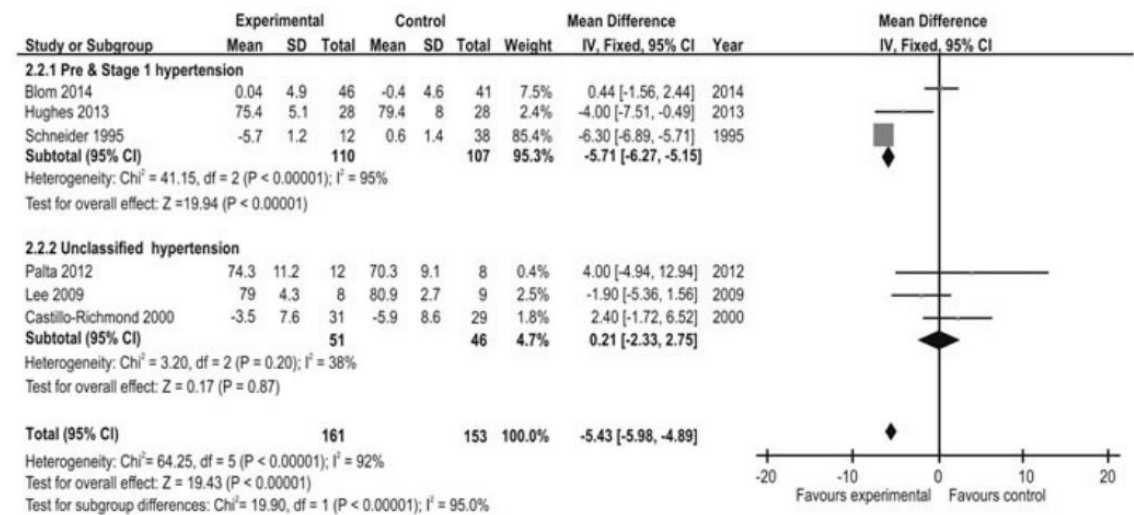 Experimental Control Mean Difference Mean Difference
Study or Subgroup Mean SD Total Mean SD Total Weight IV, Fixed, 95% CI Year IV, Fixed, 95% CI
2.2.1 Pre & Stage 1 hypertension
Blom 2014 0.04 4.9 46 -0.4 4.6 41 7.5% 0.44 [-1.56, 2.44] 2014
Hughes 2013 75.4 5.1 28 79.4 8 28 2.4% -4.00 [-7.51, -0.49] 2013
Schneider 1995 -5.7 1.2 12 0.6 1.4 38 85.4% -6.30 [-6.89, -5.71] 1995
Subtotal (95% CI) 110 107 95.3% -5.71 [-6.27, -5.15]
Heterogeneity: Chi² = 41.15, df = 2 (P < 0.00001); I² = 95%
Test for overall effect: Z =19.94 (P < 0.00001)
2.2.2 Unclassified hypertension
Palta 2012 74.3 11.2 12 70.3 9.1 8 0.4% 4.00 [-4.94, 12.94] 2012
Lee 2009 79 4.3 8 80.9 2.7 9 2.5% -1.90 [-5.36, 1.56] 2009
Castillo-Richmond 2000 -3.5 7.6 31 -5.9 8.6 29 1.8% 2.40 [-1.72, 6.52] 2000
Subtotal (95% CI) 51 46 4.7% 0.21 [-2.33, 2.75]
Heterogeneity: Chi² = 3.20, df = 2 (P = 0.20); I² = 38%
Test for overall effect: Z = 0.17 (P = 0.87)
Total (95% CI) 161 153 100.0% -5.43 [-5.98, -4.89]
Heterogeneity: Chi²= 64.25, df = 5 (P < 0.00001); I² = 92%
Test for overall effect: Z = 19.43 (P < 0.00001)
Test for subgroup differences: Chi²= 19.90, df = 1 (P < 0.00001); I² = 95.0%
-20 -10 0 10 20
Favours experimental Favours control